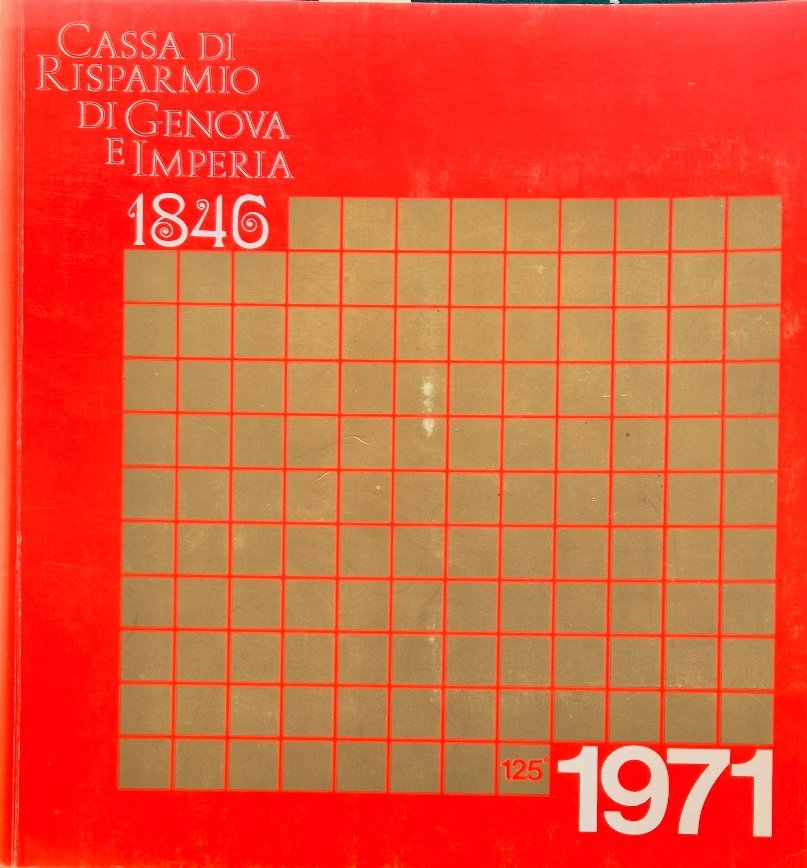 CASSA DI
RISPARMIO
DI GENOVA
E IMPERIA
1846
125°
1971